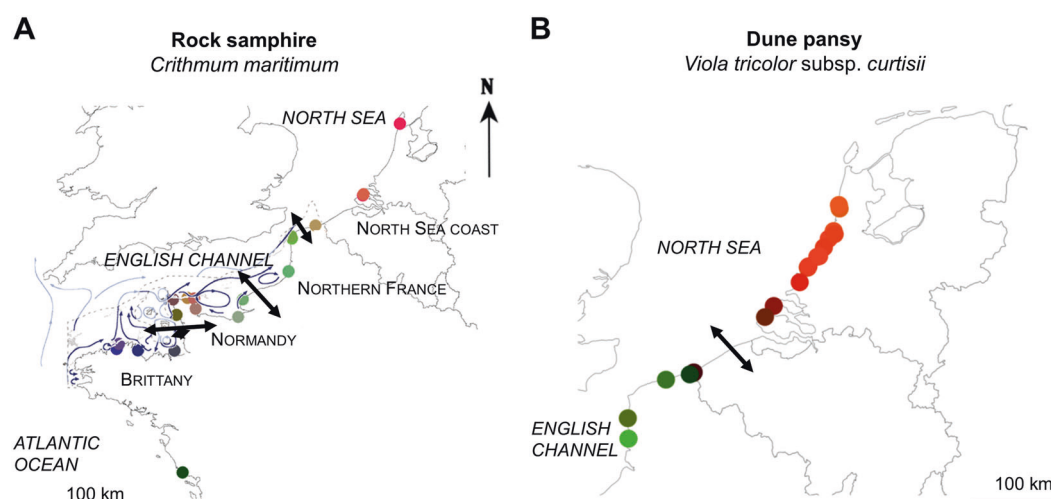 A
Rock samphire
Crithmum maritimum
N
NORTH SEA
NORTH SEA COAST
ENGLISH CHANNEL
NORTHERN FRANCE
NORMANDY
BRITTANY
ATLANTIC
OCEAN
100 km
B
Dune pansy
Viola tricolor subsp. curtisii
NORTH SEA
ENGLISH
CHANNEL
100 km